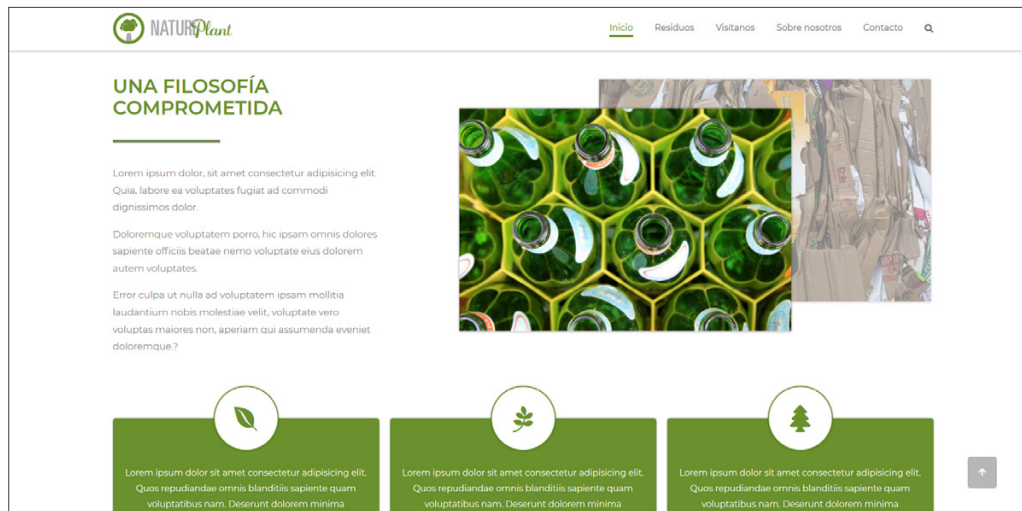 NATUREPlant
Inicio Residuos Visítanos Sobre nosotros Contacto
UNA FILOSOFÍA
COMPROMETIDA
Lorem ipsum dolor, sit amet consectetur adipisicing elit.
Quia, labore ea voluptates fugiat ad commodi
dignissimos dolor.
Doloremque voluptatem porro, hic ipsam omnis dolores
sapiente officiis beatae nemo voluptate eius dolorem
autem voluptates.
Error culpa ut nulla ad voluptatem ipsam mollitia
laudantium nobis molestiae velit, voluptate vero
voluptas maiores non, aperiam qui assumenda eveniet
doloremque.?
Lorem ipsum dolor sit amet consectetur adipisicing elit.
Quos repudiandae omnis blanditiis sapiente quam
voluptatibus nam. Deserunt dolorem minima
Lorem ipsum dolor sit amet consectetur adipisicing elit.
Quos repudiandae omnis blanditiis sapiente quam
voluptatibus nam. Deserunt dolorem minima
Lorem ipsum dolor sit amet consectetur adipisicing elit.
Quos repudiandae omnis blanditiis sapiente quam
voluptatibus nam. Deserunt dolorem minima